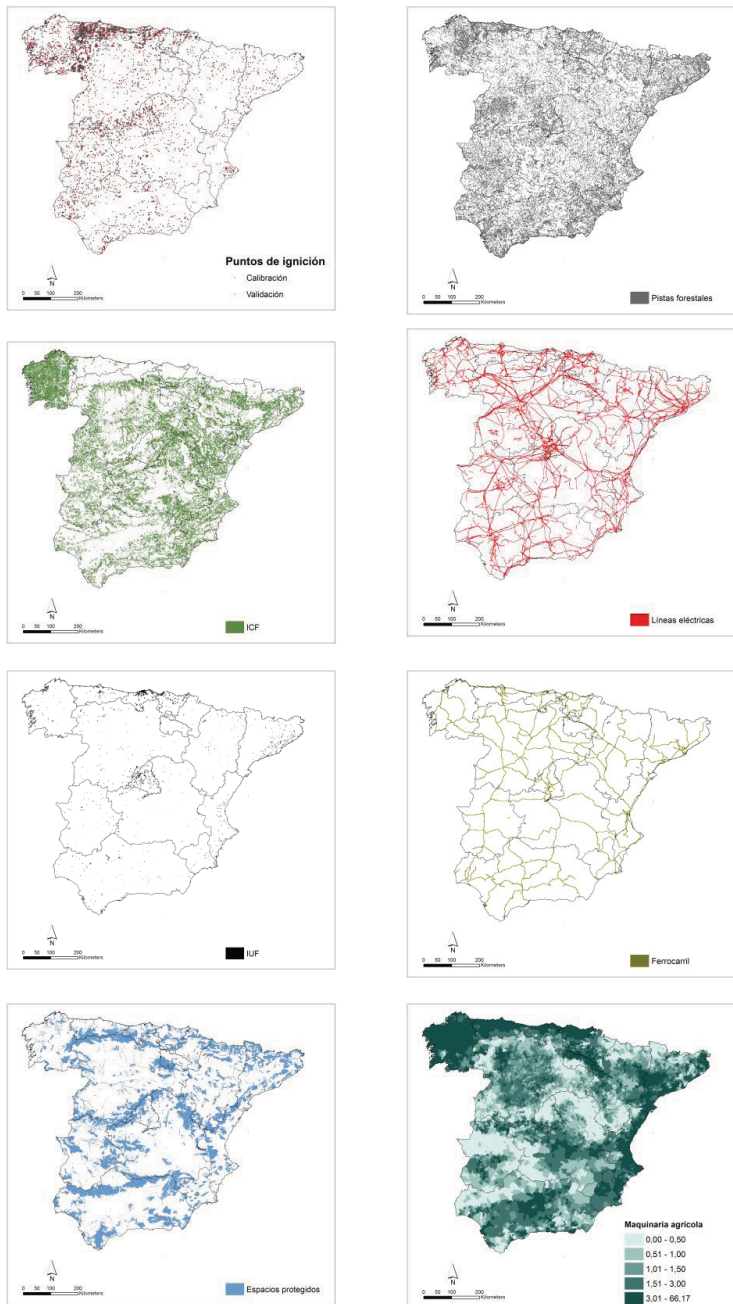 Puntos de ignición
Calibración
Validación
N
0 50 100 200
Kilometers
Pistas forestales
N
0 50 100 200
Kilometers
ICF
N
0 50 100 200
Kilometers
Líneas eléctricas
N
0 50 100 200
Kilometers
IUF
N
0 50 100 200
Kilometers
Ferrocarril
N
0 50 100 200
Kilometers
Espacios protegidos
N
0 50 100 200
Kilometers
Maquinaria agrícola
0,00 - 0,50
0,51 - 1,00
1,01 - 1,50
1,51 - 3,00
3,01 - 66,17
N
0 50 100 200
Kilometers